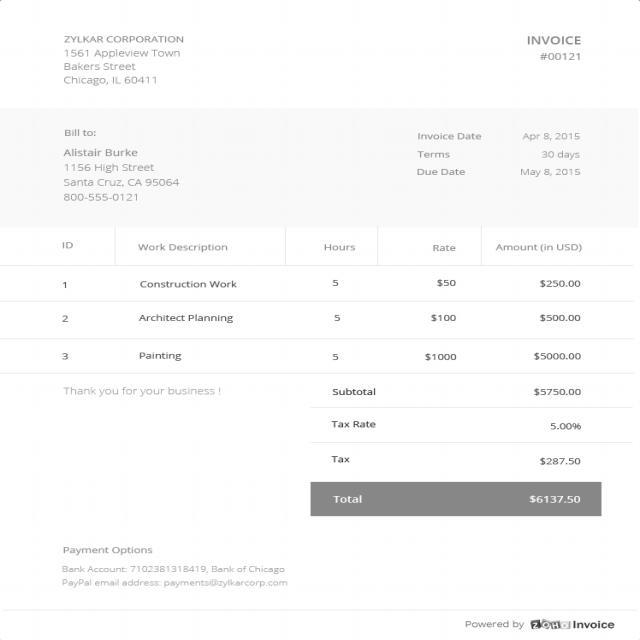 ZYLKAR CORPORATION
1561 Appleview Town
Bakers Street
Chicago, IL 60411
INVOICE
#00121
Bill to:
Alistair Burke
1156 High Street
Santa Cruz, CA 95064
800-555-0121
Invoice Date Apr 8, 2015
Terms 30 days
Due Date May 8, 2015
ID Work Description Hours Rate Amount (in USD)
1 Construction Work 5 $50 $250.00
2 Architect Planning 5 $100 $500.00
3 Painting 5 $1000 $5000.00
Thank you for your business !
Subtotal $5750.00
Tax Rate 5.00%
Tax $287.50
Total $6137.50
Payment Options
Bank Account: 7102381318419, Bank of Chicago
PayPal email address: payments@zylkarcorp.com
Powered by ZOHO Invoice